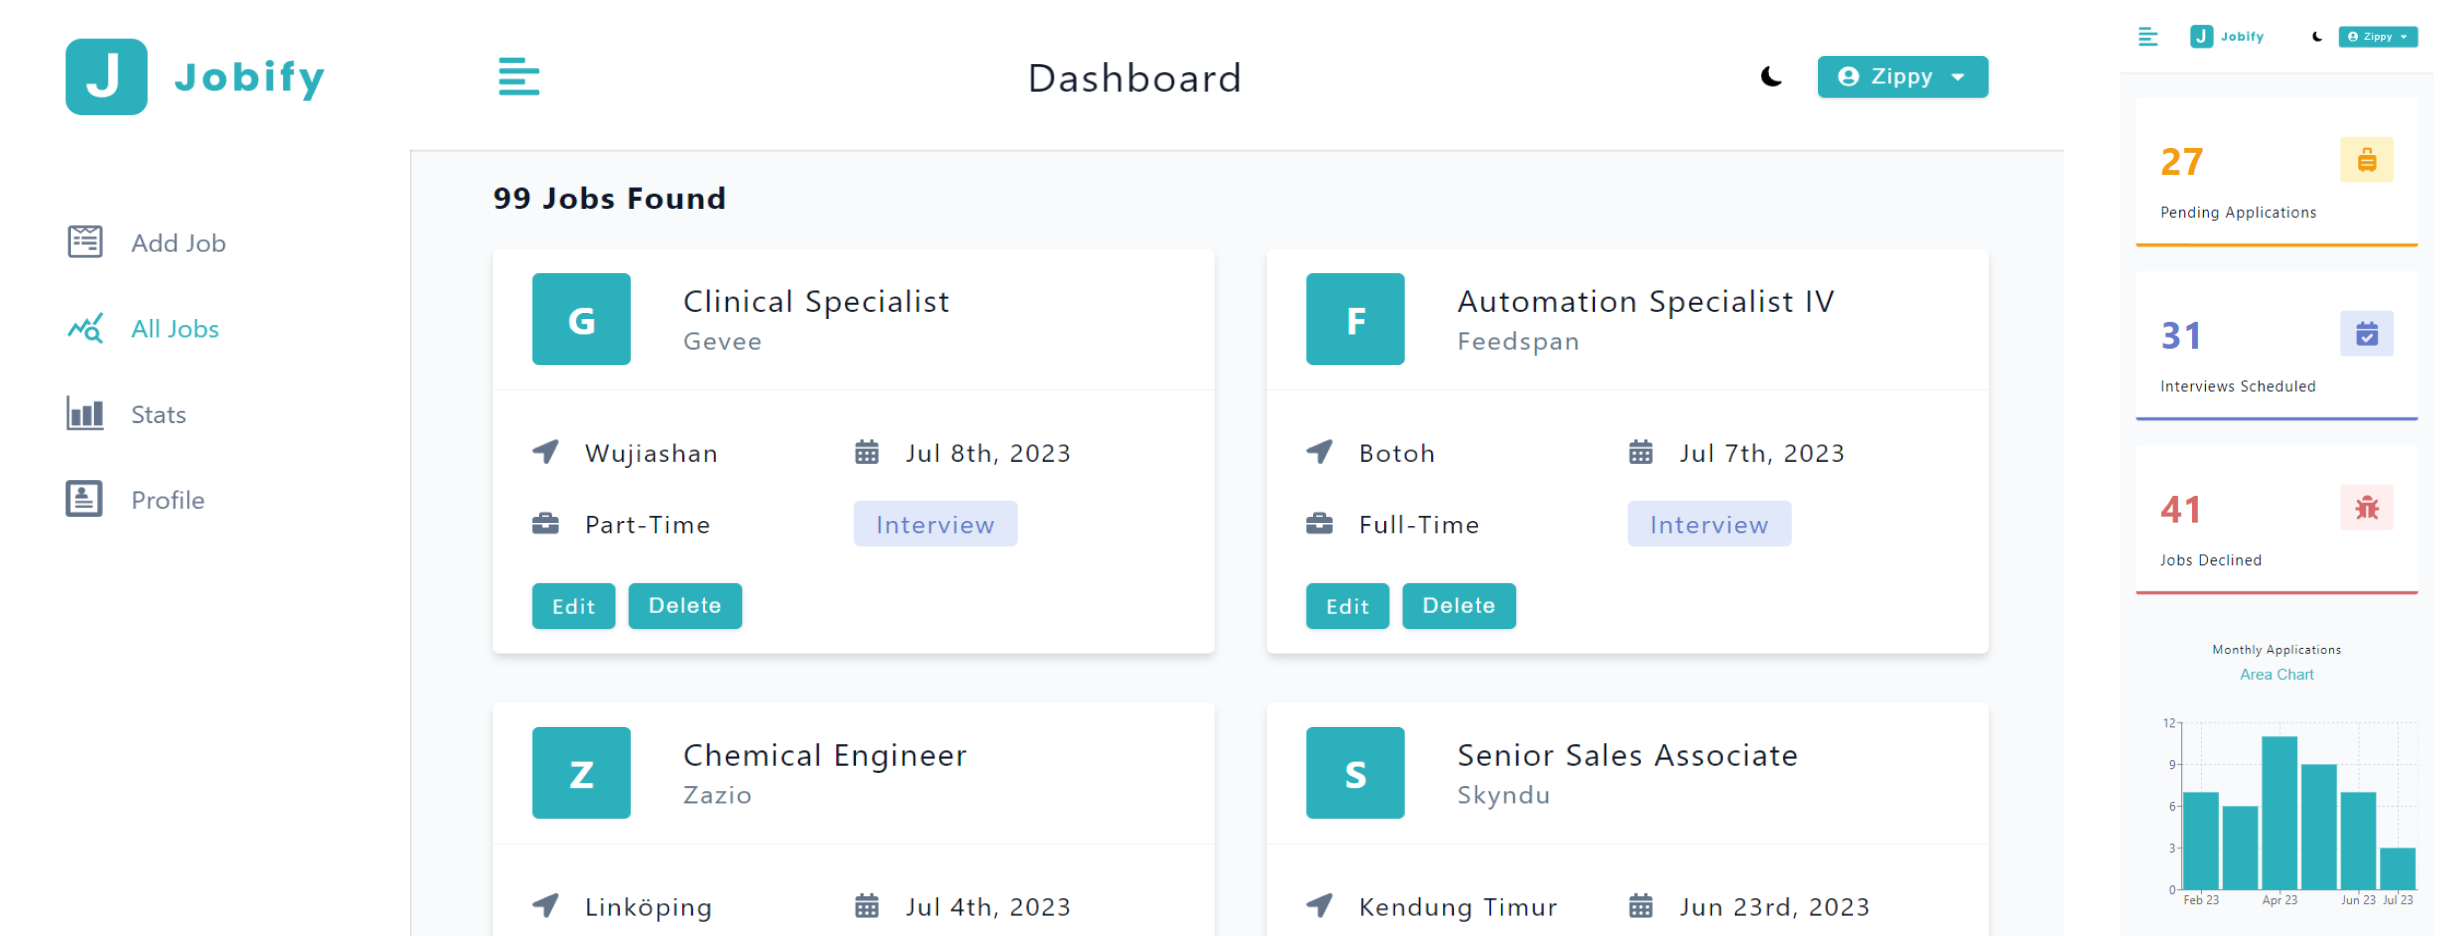 J Jobify
Dashboard
Zippy
Add Job
All Jobs
Stats
Profile
99 Jobs Found
G
Clinical Specialist
Gevee
Wujiashan
Jul 8th, 2023
Part-Time
Interview
Edit
Delete
F
Automation Specialist IV
Feedspan
Botoh
Jul 7th, 2023
Full-Time
Interview
Edit
Delete
Z
Chemical Engineer
Zazio
Linköping
Jul 4th, 2023
S
Senior Sales Associate
Skyndu
Kendung Timur
Jun 23rd, 2023
J Jobify
Zippy
27
Pending Applications
31
Interviews Scheduled
41
Jobs Declined
Monthly Applications
Area Chart
12
9
6
3
0
Feb 23 Apr 23 Jun 23 Jul 23